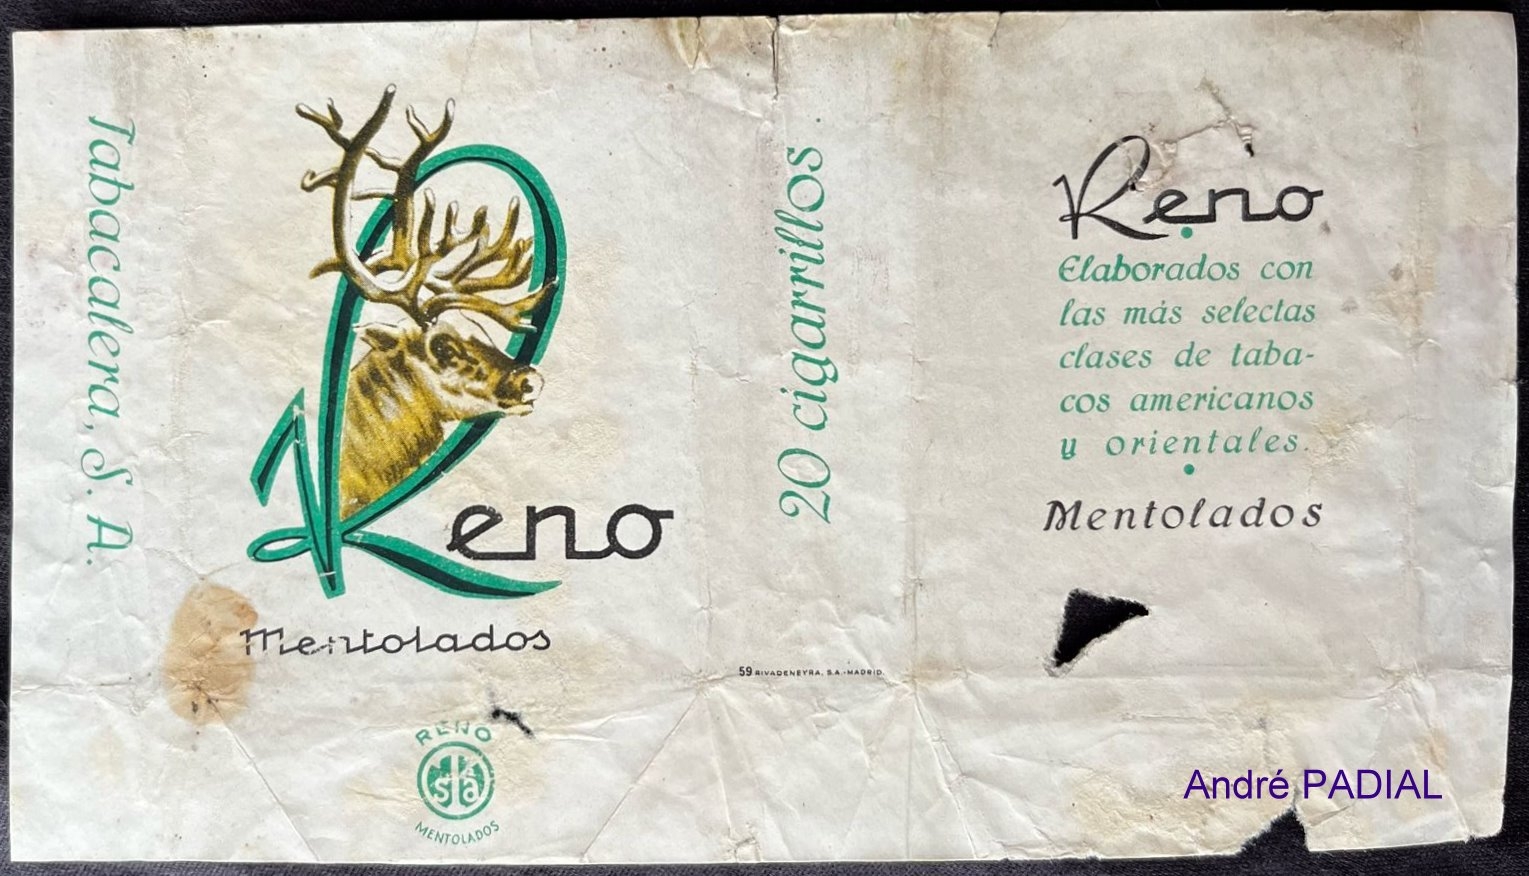 Tabacalera, S. A.
Reno
Mentolados
RENO
sta
MENTOLADOS
20 cigarrillos
59 RIVADENEYRA, S.A.-MADRID.
Reno
Elaborados con
las más selectas
clases de taba-
cos americanos
y orientales.
Mentolados
André PADIAL